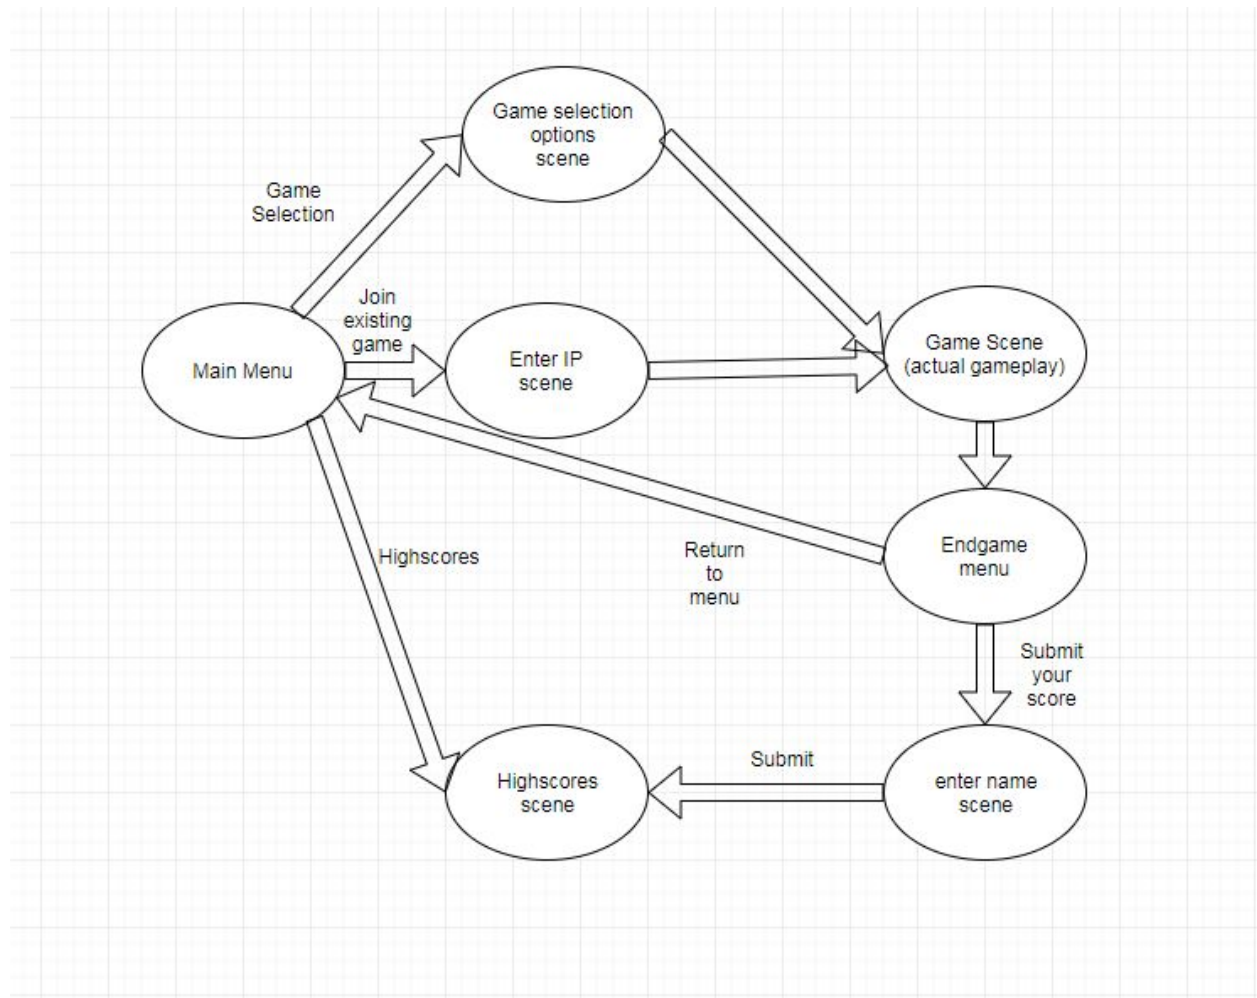 Game selection
options
scene
Game
Selection
Join
existing
game
Main Menu
Enter IP
scene
Game Scene
(actual gameplay)
Highscores
Return
to
menu
Endgame
menu
Submit
your
score
Highscores
scene
Submit
enter name
scene